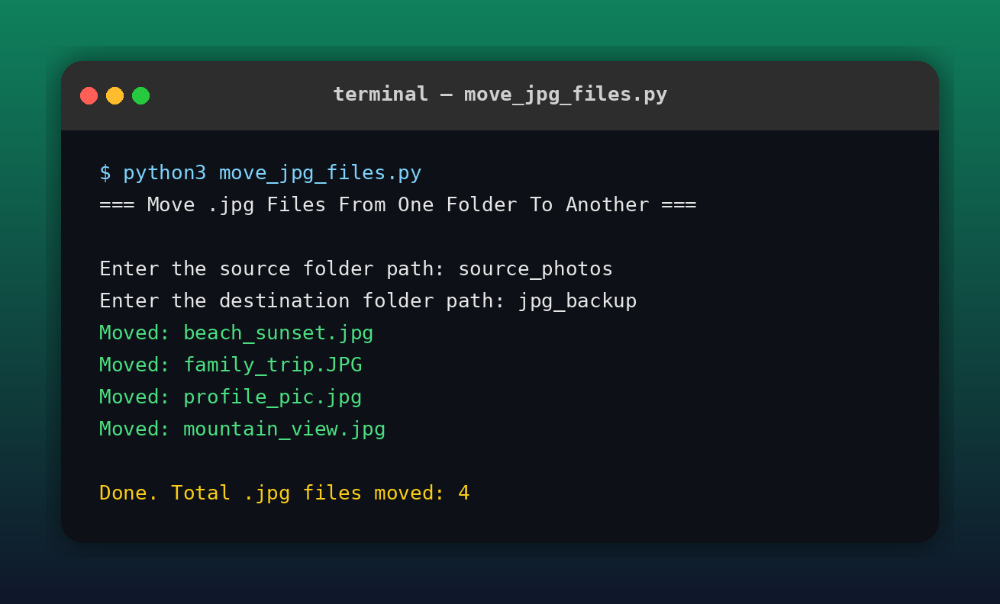 terminal — move_jpg_files.py
$ python3 move_jpg_files.py
=== Move .jpg Files From One Folder To Another ===
Enter the source folder path: source_photos
Enter the destination folder path: jpg_backup
Moved: beach_sunset.jpg
Moved: family_trip.JPG
Moved: profile_pic.jpg
Moved: mountain_view.jpg
Done. Total .jpg files moved: 4